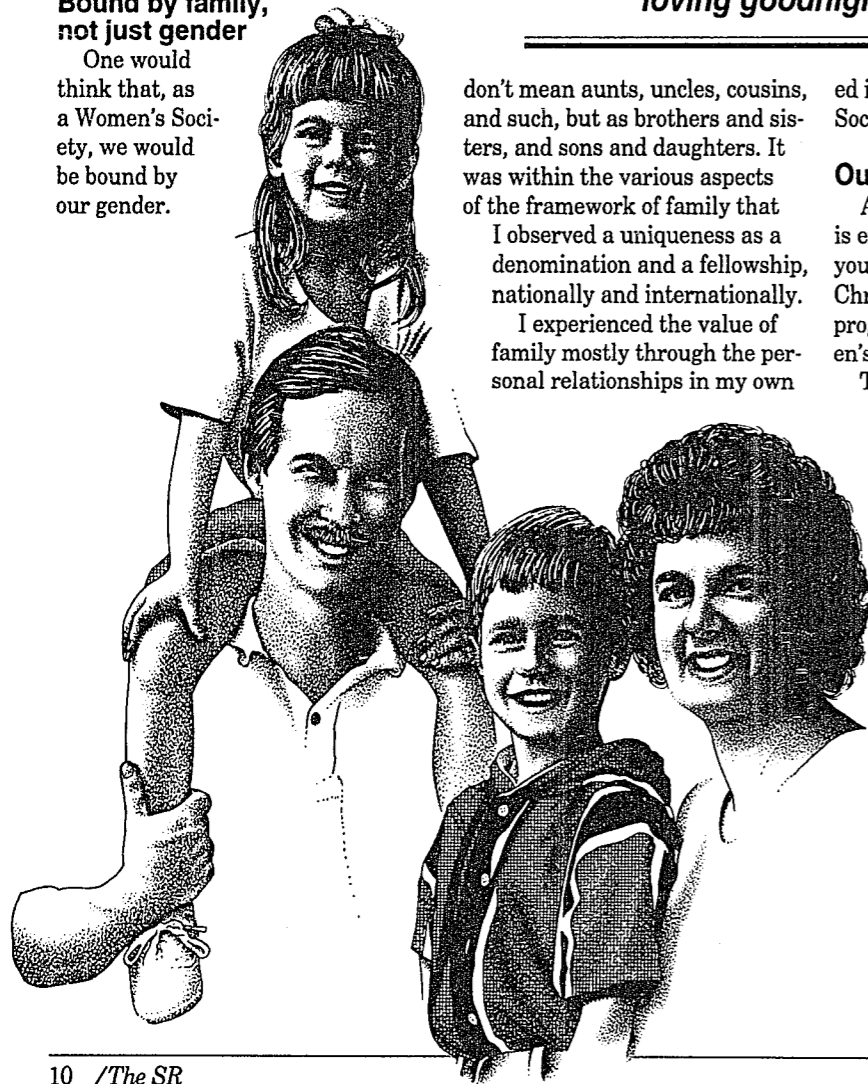 Bound by family,
not just gender
One would
think that, as
a Women's Soci-
ety, we would
be bound by
our gender.
loving goodnigh
don't mean aunts, uncles, cousins,
and such, but as brothers and sis-
ters, and sons and daughters. It
was within the various aspects
of the framework of family that
I observed a uniqueness as a
denomination and a fellowship,
nationally and internationally.
I experienced the value of
family mostly through the per-
sonal relationships in my own
ed i
Soc
Ou
A
is e
you
Chr
pro
en's
T
10 /The SR